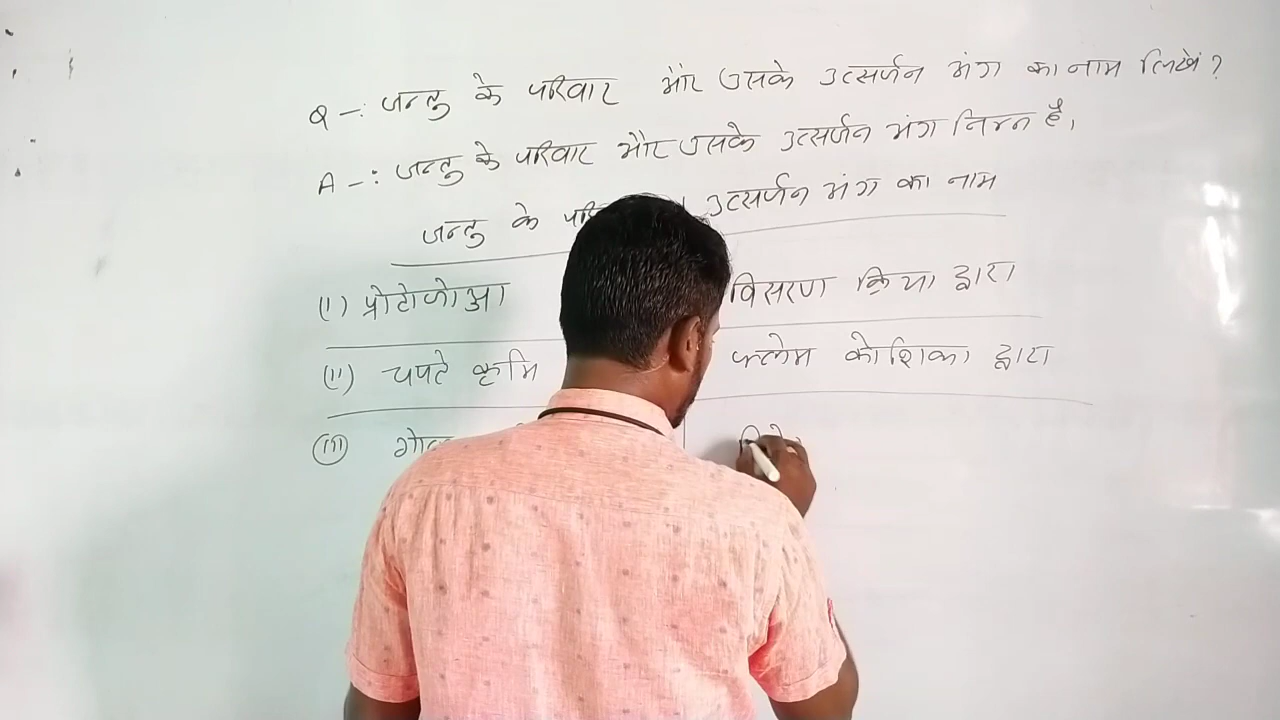 Q -: जन्तु के परिवार और उसके उत्सर्जन अंग का नाम लिखें ?
A -: जन्तु के परिवार और उसके उत्सर्जन अंग निम्न है,
जन्तु के उत्सर्जन अंग का नाम
(i) प्रोटोजोआ विसरण क्रिया द्वारा
(ii) चपटे कृमि फ्लेम कोशिका द्वारा
(iii)